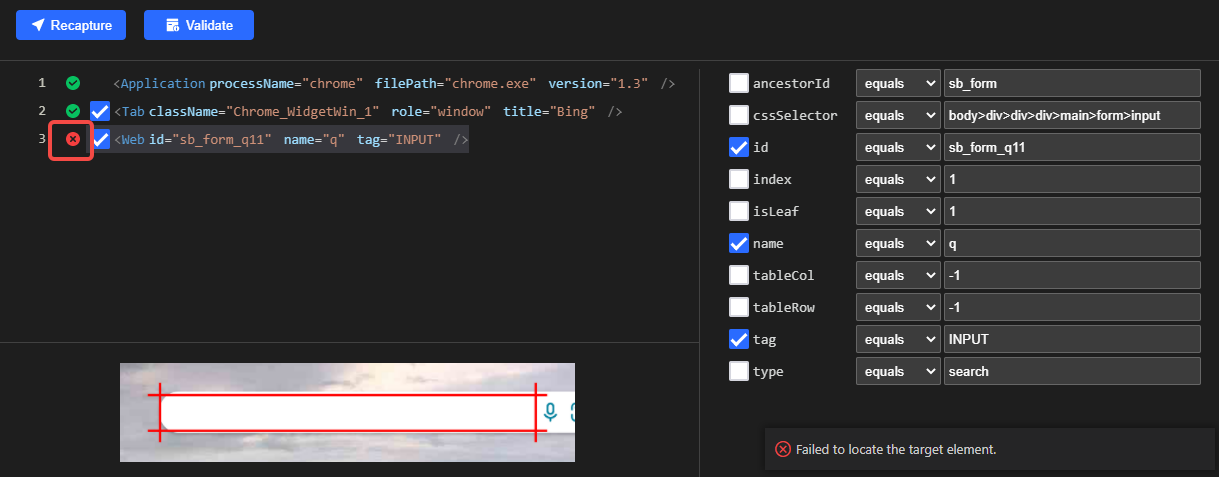 Recapture Validate
1 <Application processName="chrome" filePath="chrome.exe" version="1.3" />
2 <Tab className="Chrome_WidgetWin_1" role="window" title="Bing" />
3 <Web id="sb_form_q11" name="q" tag="INPUT" />
ancestorId equals sb_form
cssSelector equals body>div>div>div>main>form>input
id equals sb_form_q11
index equals 1
isLeaf equals 1
name equals q
tableCol equals -1
tableRow equals -1
tag equals INPUT
type equals search
Failed to locate the target element.